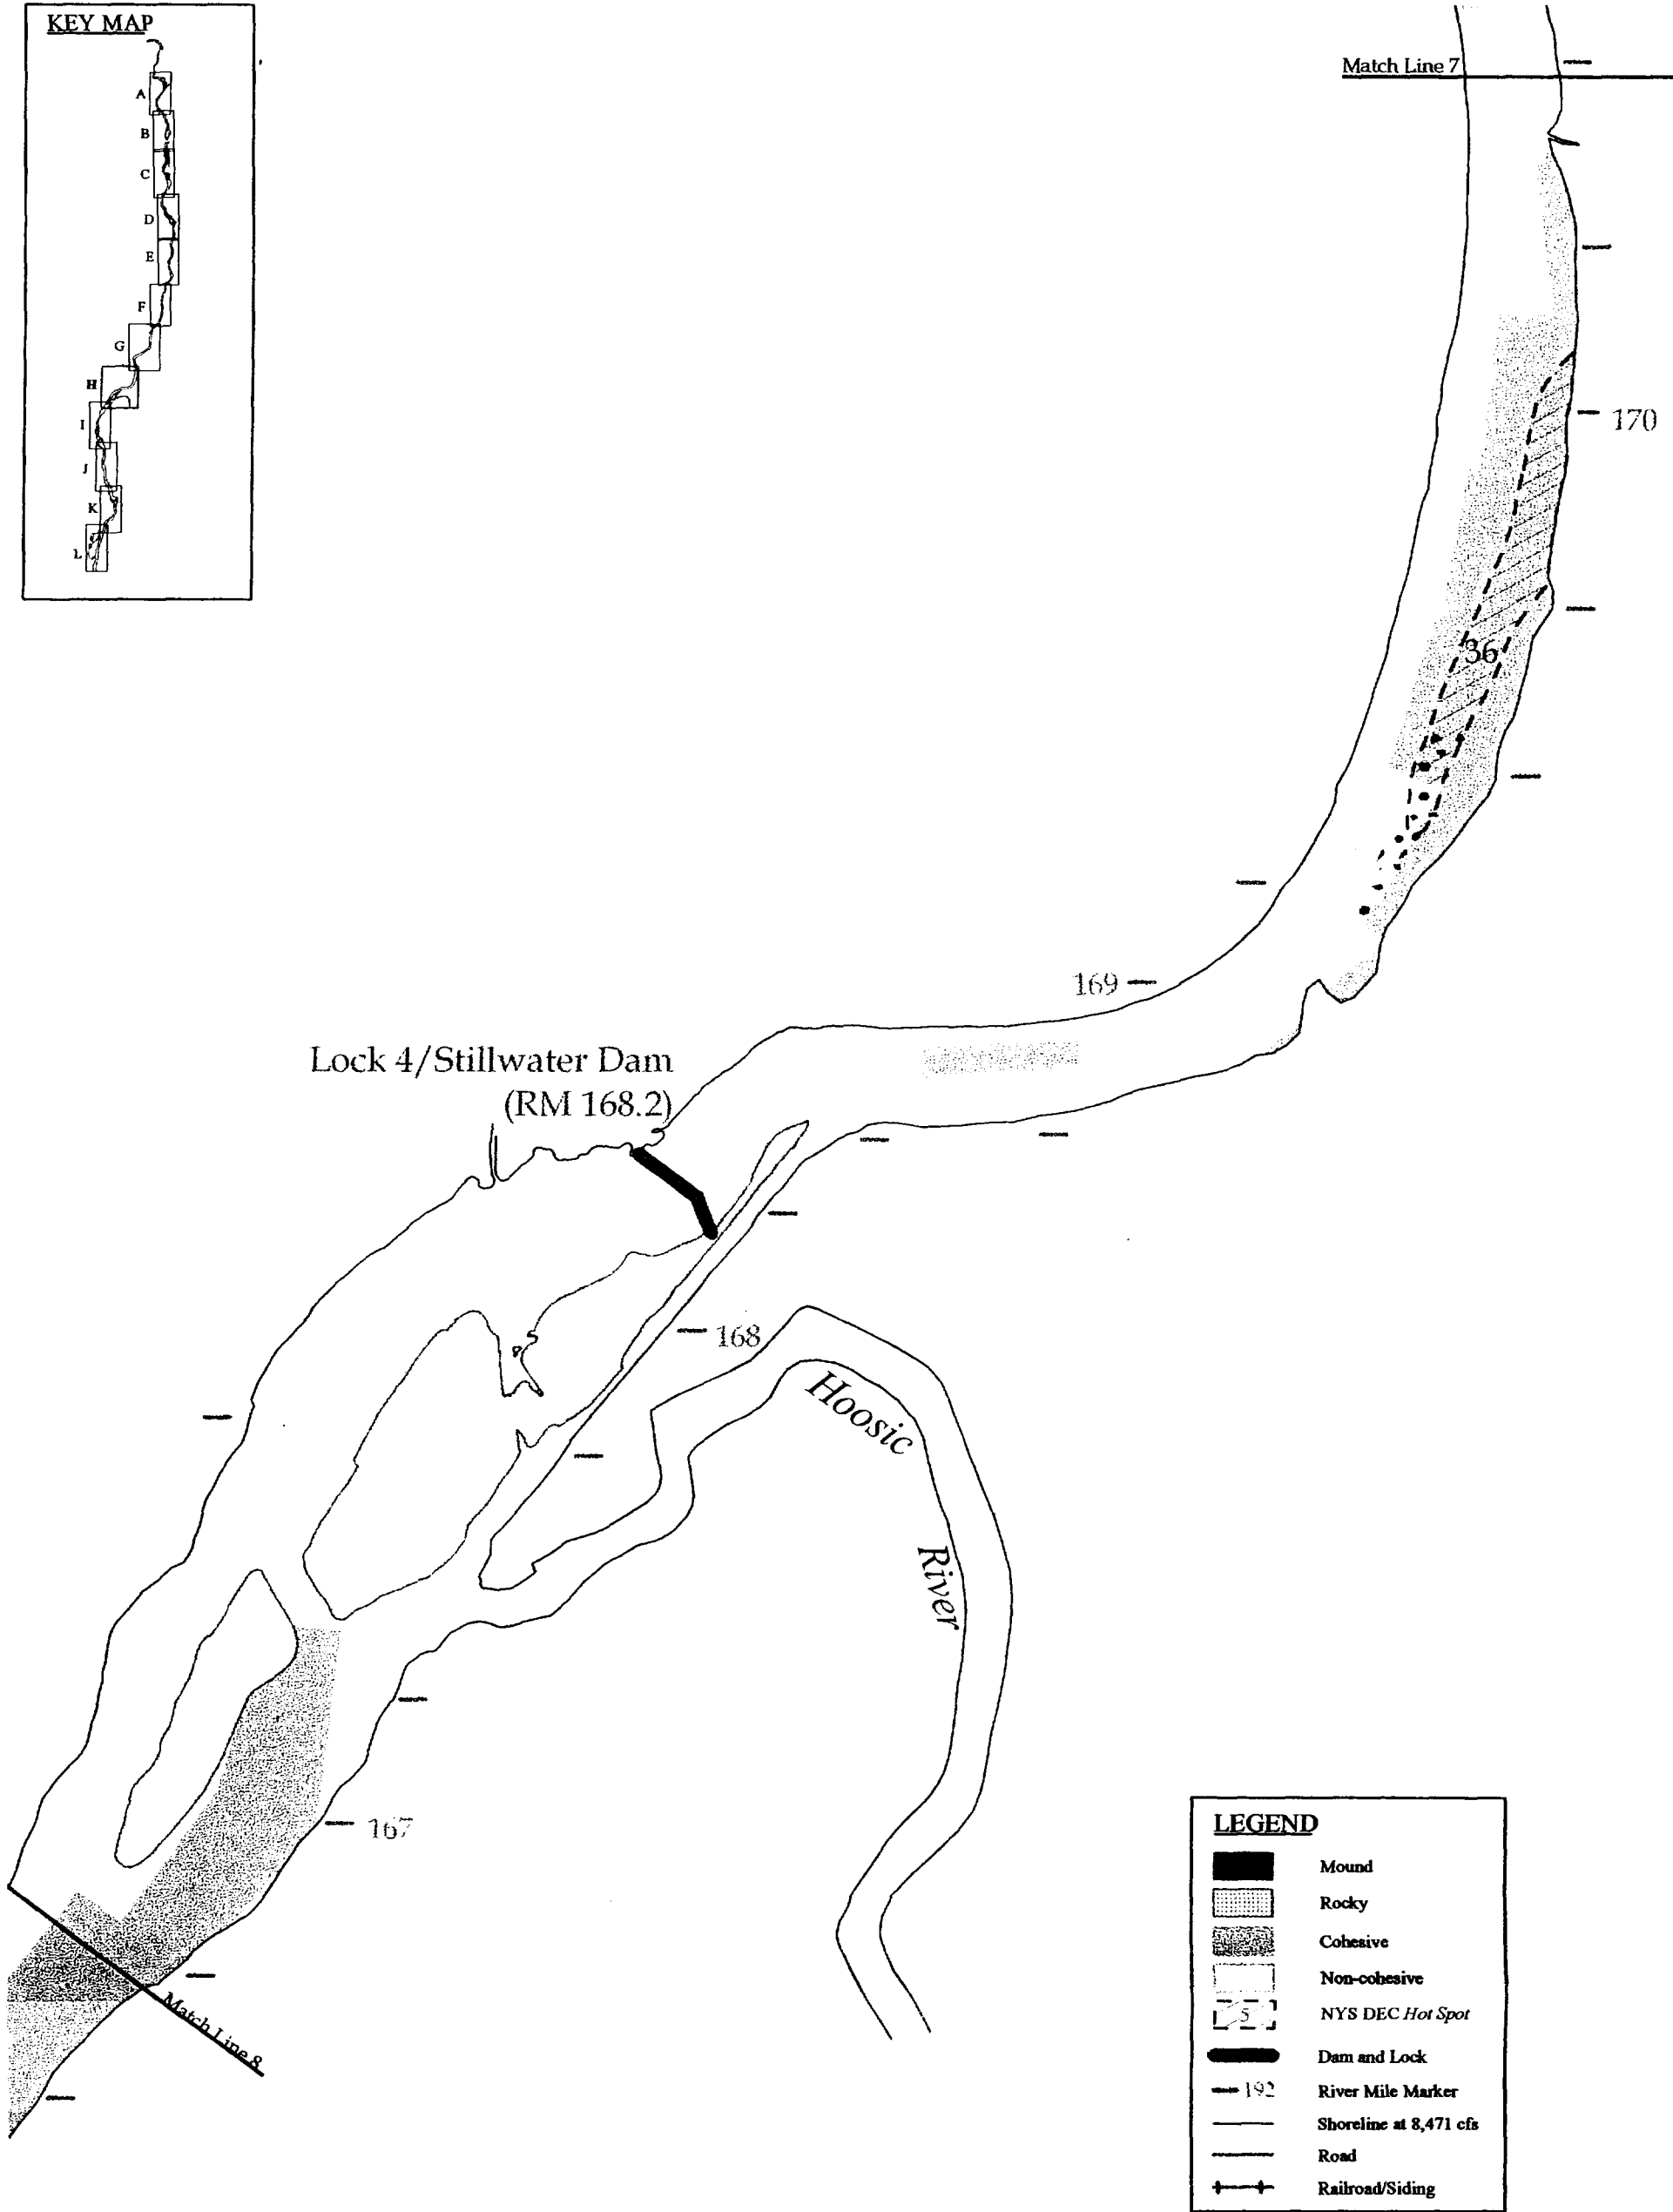 KEY MAP
A
B
C
D
E
F
G
H
I
J
K
L
Match Line 7
170
36
169
Lock 4/Stillwater Dam
(RM 168.2)
168
Hoosic
River
167
Match Line 8
LEGEND
Mound
Rocky
Cohesive
Non-cohesive
5 NYS DEC Hot Spot
Dam and Lock
192 River Mile Marker
Shoreline at 8,471 cfs
Road
Railroad/Siding